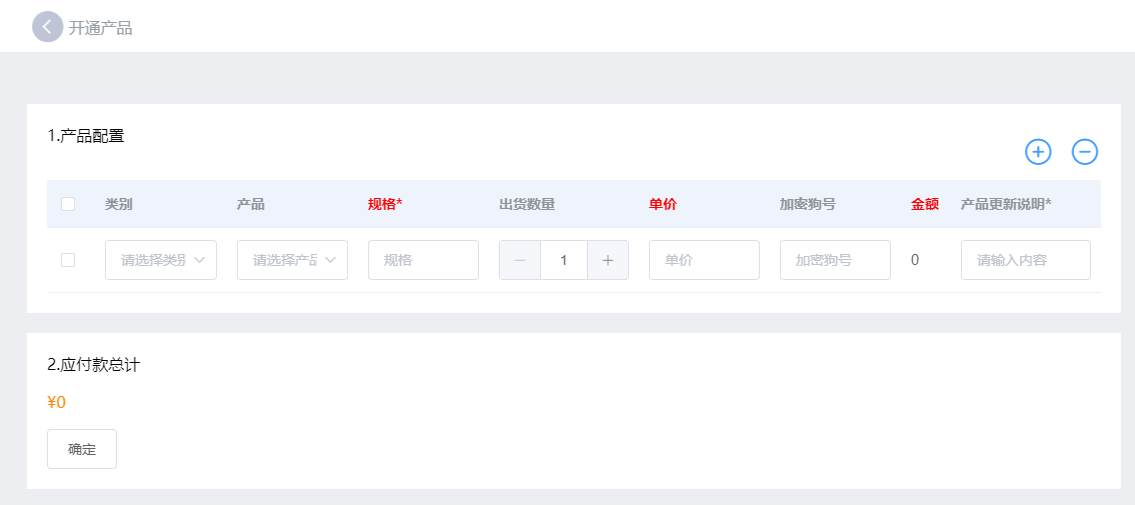 开通产品
1.产品配置
类别 产品 规格* 出货数量 单价 加密狗号 金额 产品更新说明*
请选择类别 请选择产品 规格 1 单价 加密狗号 0 请输入内容
2.应付款总计
¥0
确定